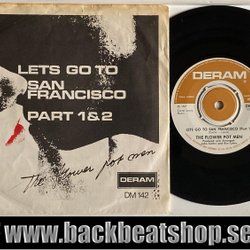 LETS GO TO
SAN
FRANCISCO
PART 1&2
The flower pot men
DERAM
DM 142
DERAM
LETS GO TO SAN FRANCISCO
THE FLOWER POT MEN
www.backbeatshop.se